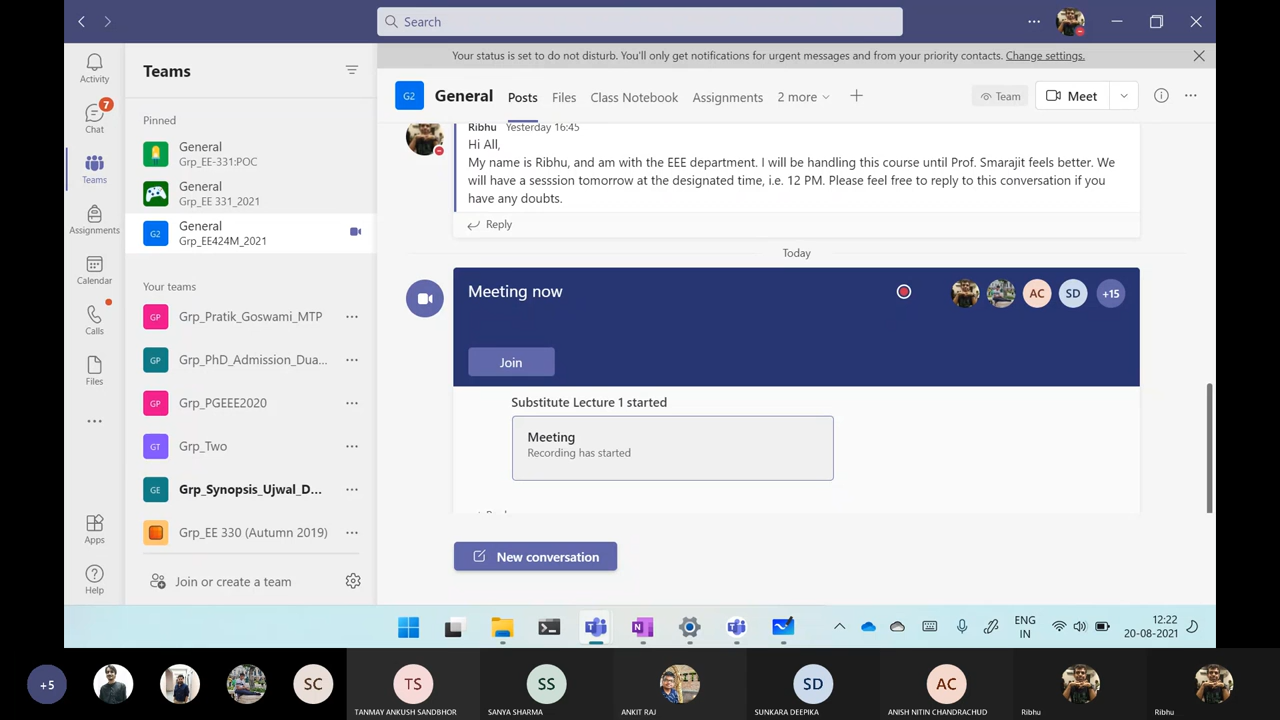 Search
Your status is set to do not disturb. You'll only get notifications for urgent messages and from your priority contacts. Change settings.
Activity
7
Chat
Teams
Assignments
Calendar
Calls
Files
Apps
Help
Teams
Pinned
General
Grp_EE-331:POC
General
Grp_EE 331_2021
G2
General
Grp_EE424M_2021
Your teams
GP
Grp_Pratik_Goswami_MTP
GP
Grp_PhD_Admission_Dua...
GP
Grp_PGEEE2020
GT
Grp_Two
GE
Grp_Synopsis_Ujwal_D...
Grp_EE 330 (Autumn 2019)
Join or create a team
G2
General
Posts
Files
Class Notebook
Assignments
2 more
Team
Meet
Ribhu Yesterday 16:45
Hi All,
My name is Ribhu, and am with the EEE department. I will be handling this course until Prof. Smarajit feels better. We
will have a sesssion tomorrow at the designated time, i.e. 12 PM. Please feel free to reply to this conversation if you
have any doubts.
Reply
Today
Meeting now
AC
SD
+15
Join
Substitute Lecture 1 started
Meeting
Recording has started
New conversation
ENG
IN
12:22
20-08-2021
+5
SC
TS
TANMAY ANKUSH SANDBHOR
SS
SANYA SHARMA
ANKIT RAJ
SD
SUNKARA DEEPIKA
AC
ANISH NITIN CHANDRACHUD
Ribhu
Ribhu